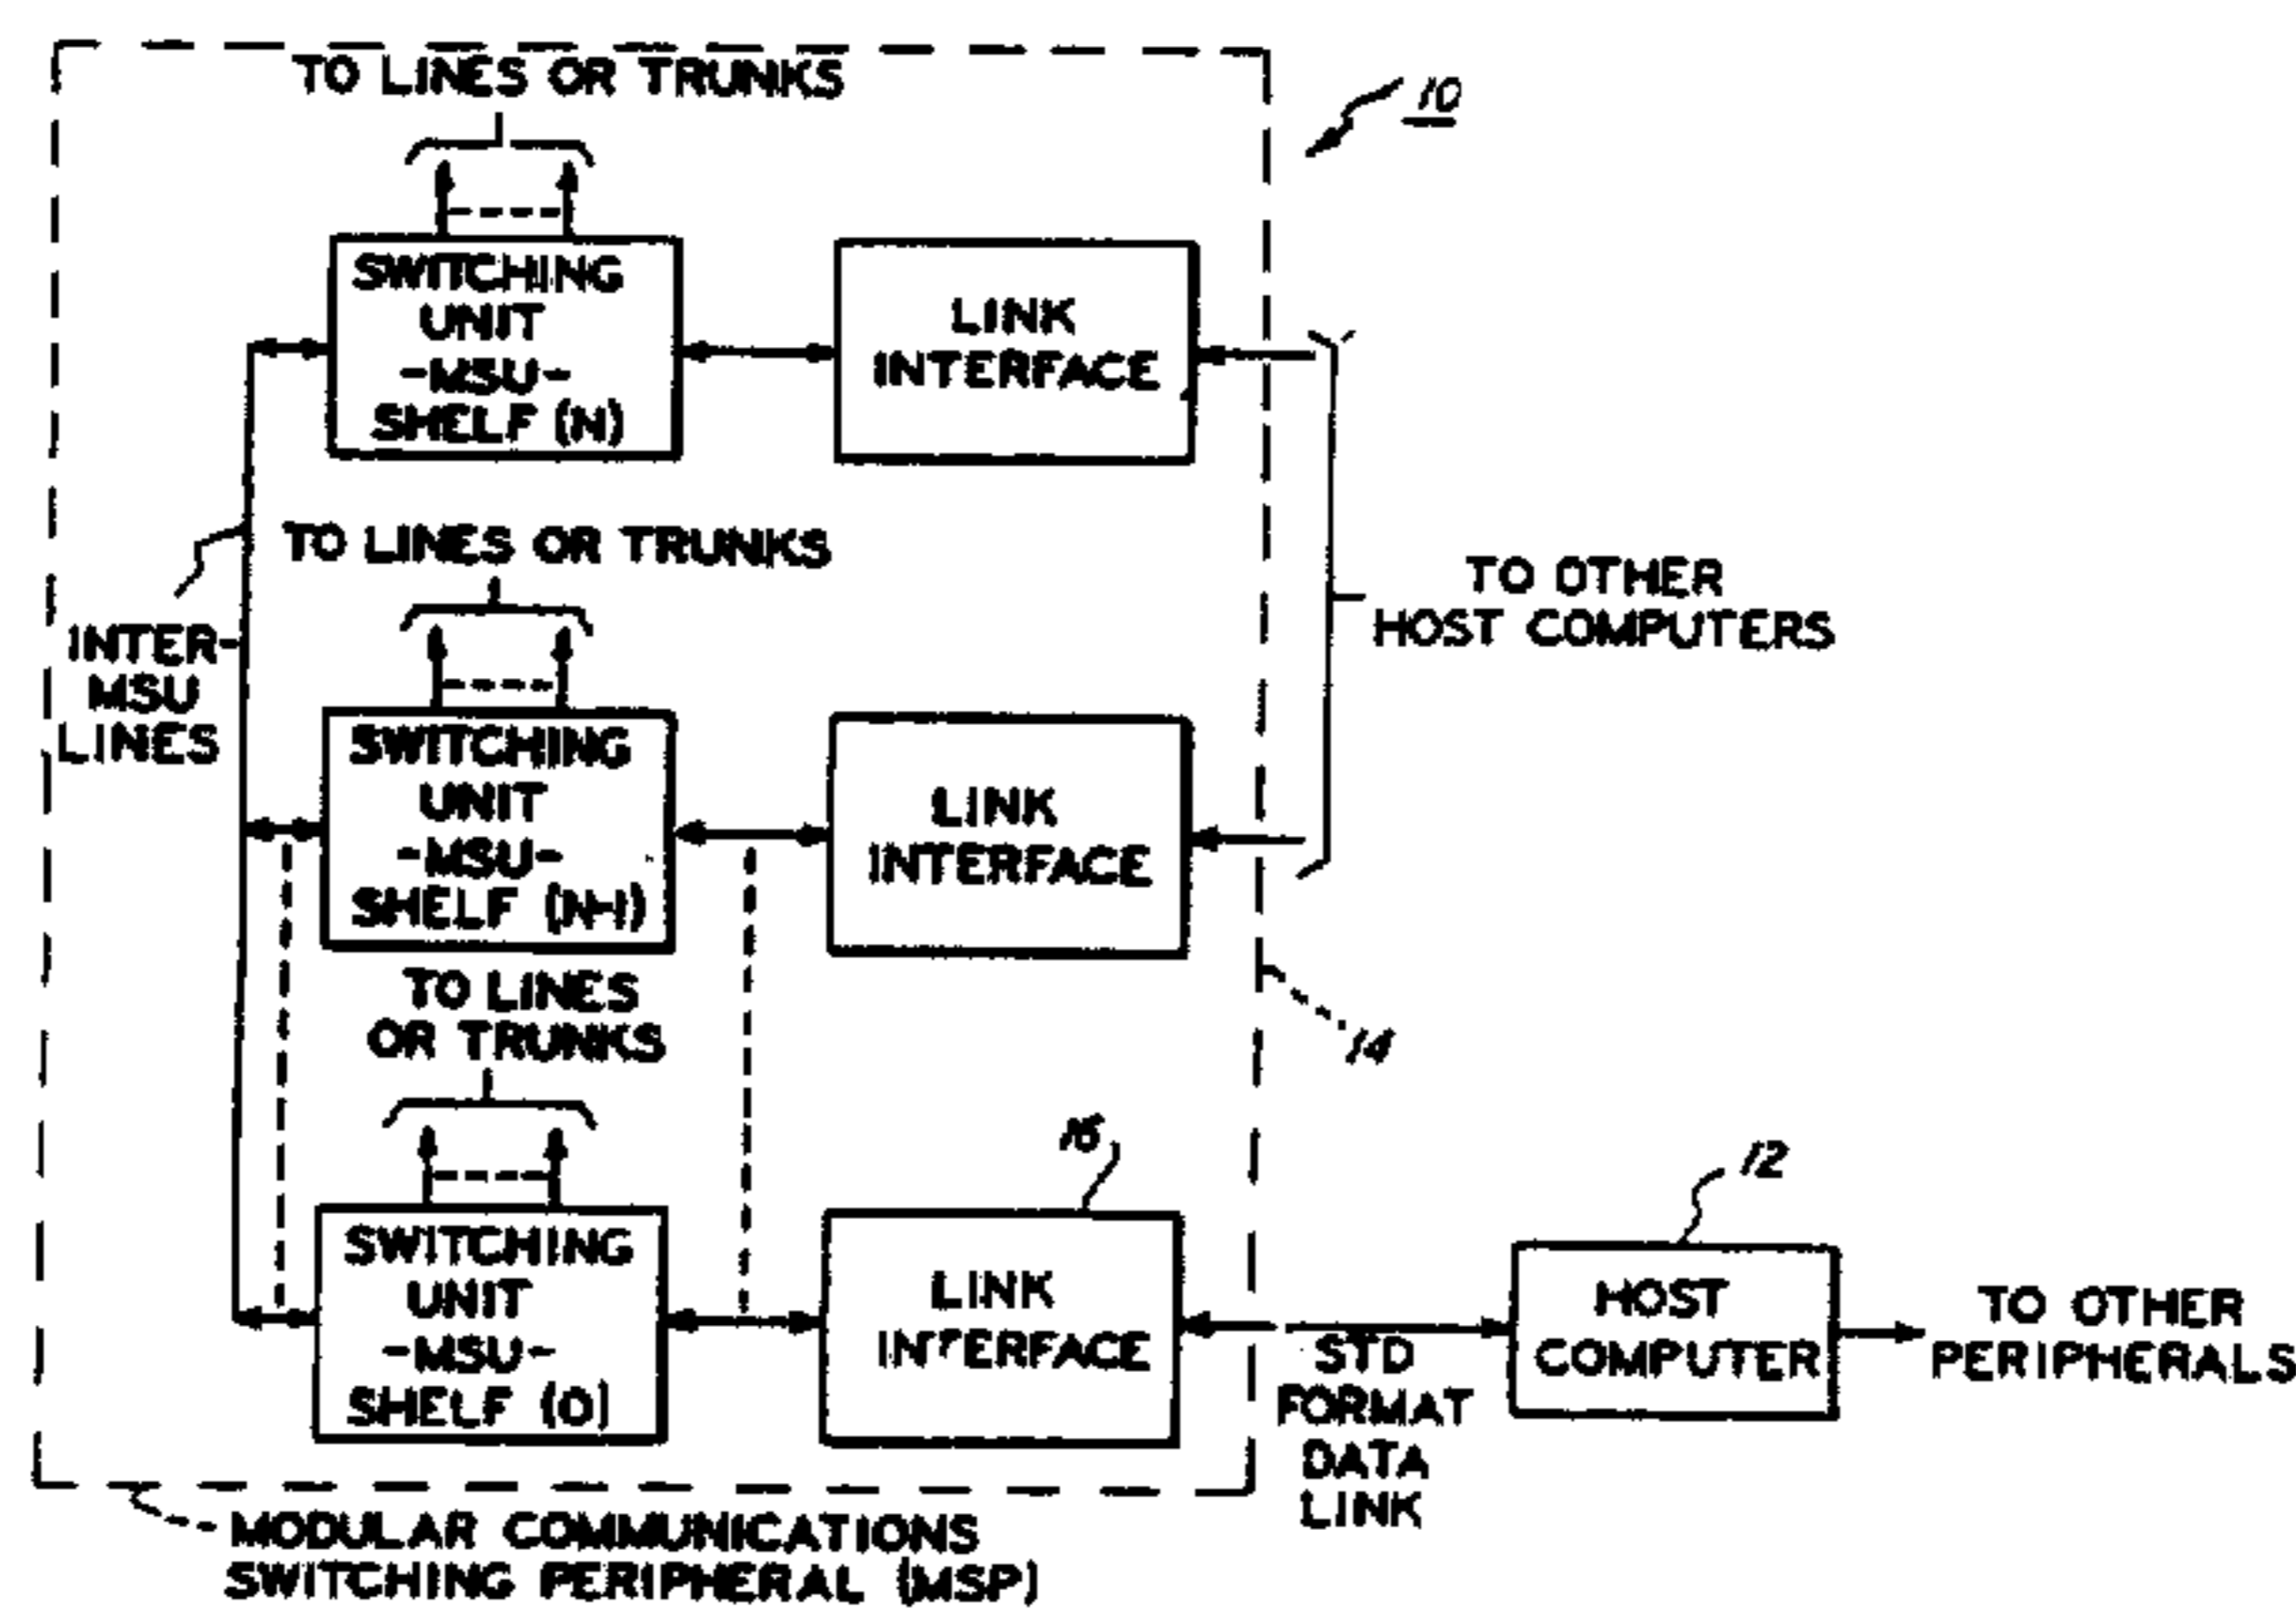 TO LINES OR TRUNKS
10
SWITCHING
UNIT
-MSU-
SHELF (N)
LINK
INTERFACE
TO LINES OR TRUNKS
TO OTHER
HOST COMPUTERS
INTER-
MSU
LINES
SWITCHING
UNIT
-MSU-
SHELF (N-1)
LINK
INTERFACE
TO LINES
OR TRUNKS
14
16
12
SWITCHING
UNIT
-MSU-
SHELF (0)
LINK
INTERFACE
STD
FORMAT
DATA
LINK
HOST
COMPUTER
TO OTHER
PERIPHERALS
MODULAR COMMUNICATIONS
SWITCHING PERIPHERAL (MSP)